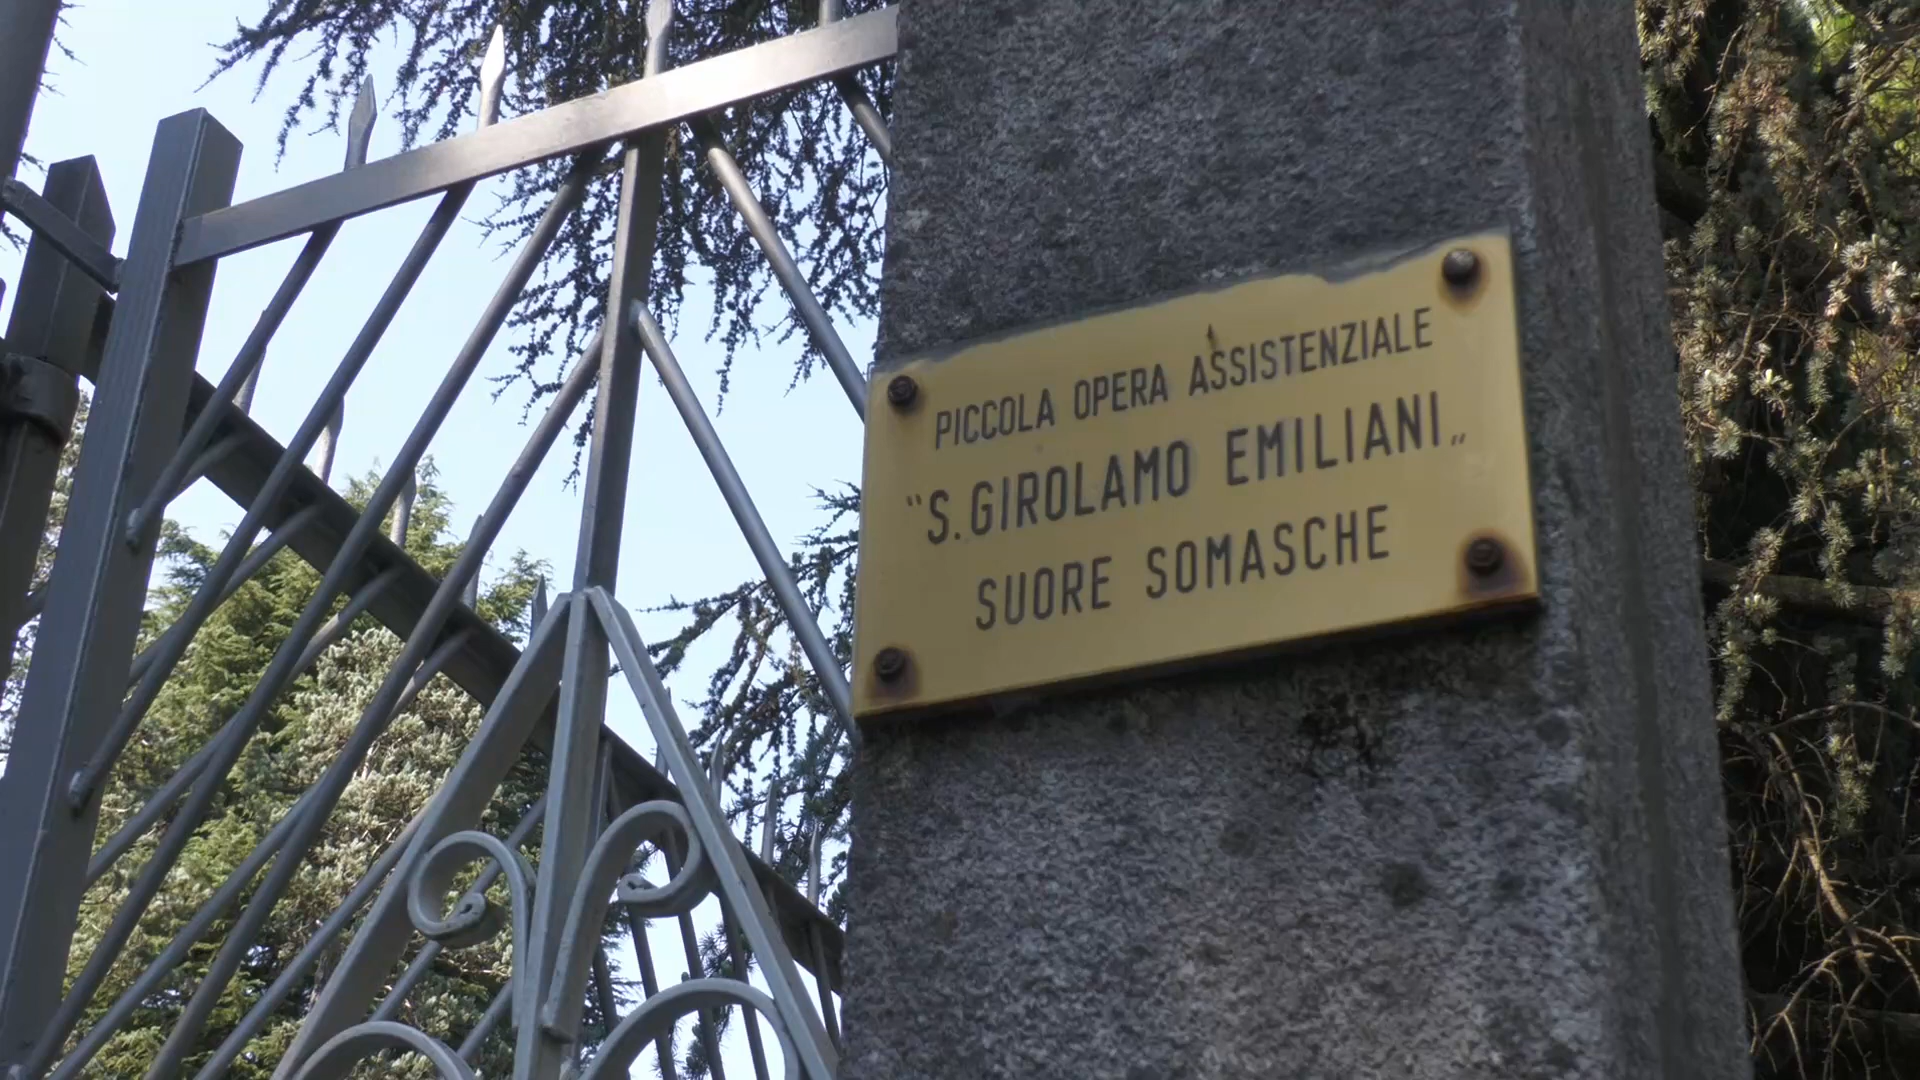 PICCOLA OPERA ASSISTENZIALE
"S. GIROLAMO EMILIANI„
SUORE SOMASCHE